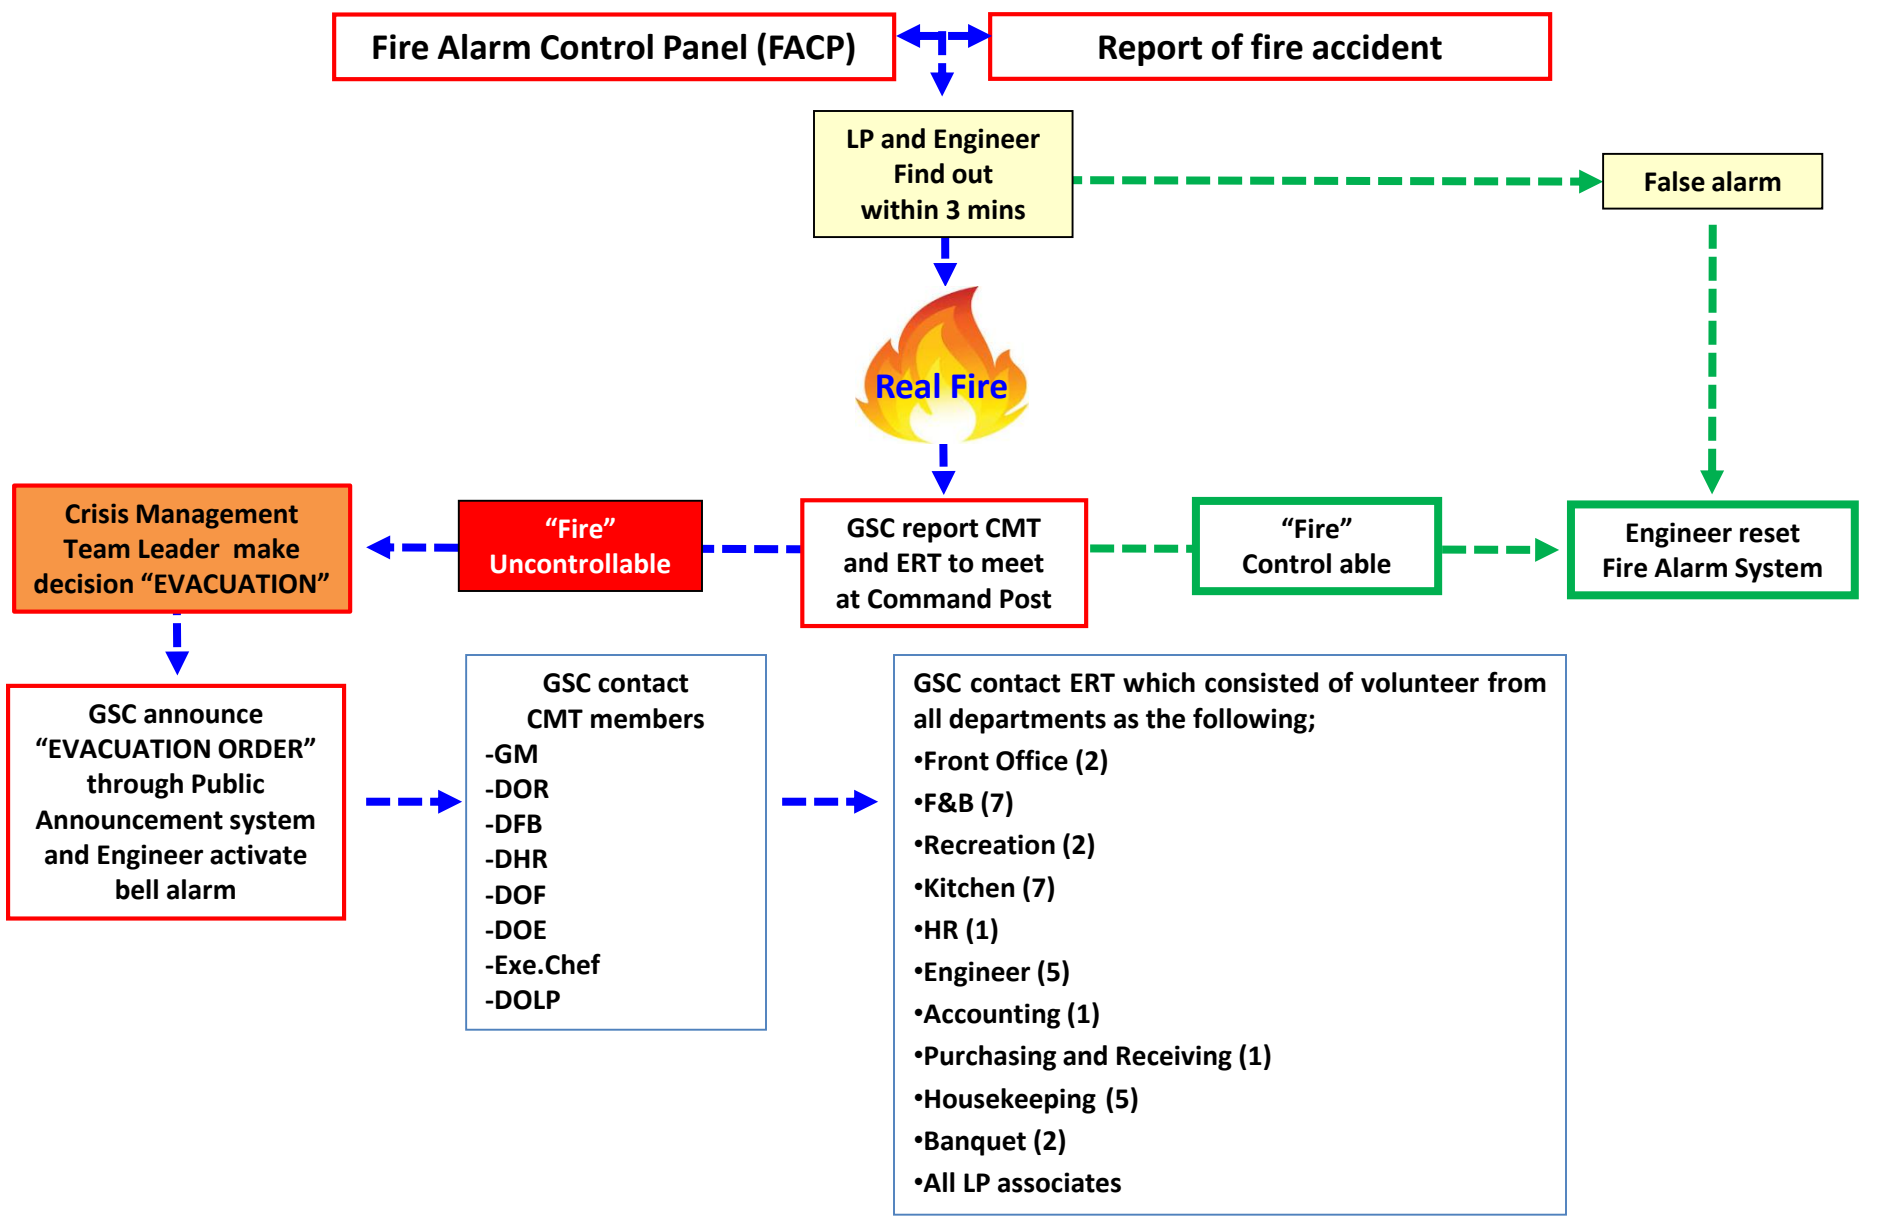 Fire Alarm Control Panel (FACP)
Report of fire accident
LP and Engineer
Find out
within 3 mins
False alarm
Real Fire
Crisis Management
Team Leader make
decision “EVACUATION”
“Fire”
Uncontrollable
GSC report CMT
and ERT to meet
at Command Post
“Fire”
Control able
Engineer reset
Fire Alarm System
GSC announce
“EVACUATION ORDER”
through Public
Announcement system
and Engineer activate
bell alarm
GSC contact
CMT members
-GM
-DOR
-DFB
-DHR
-DOF
-DOE
-Exe.Chef
-DOLP
GSC contact ERT which consisted of volunteer from
all departments as the following;
•Front Office (2)
•F&B (7)
•Recreation (2)
•Kitchen (7)
•HR (1)
•Engineer (5)
•Accounting (1)
•Purchasing and Receiving (1)
•Housekeeping (5)
•Banquet (2)
•All LP associates